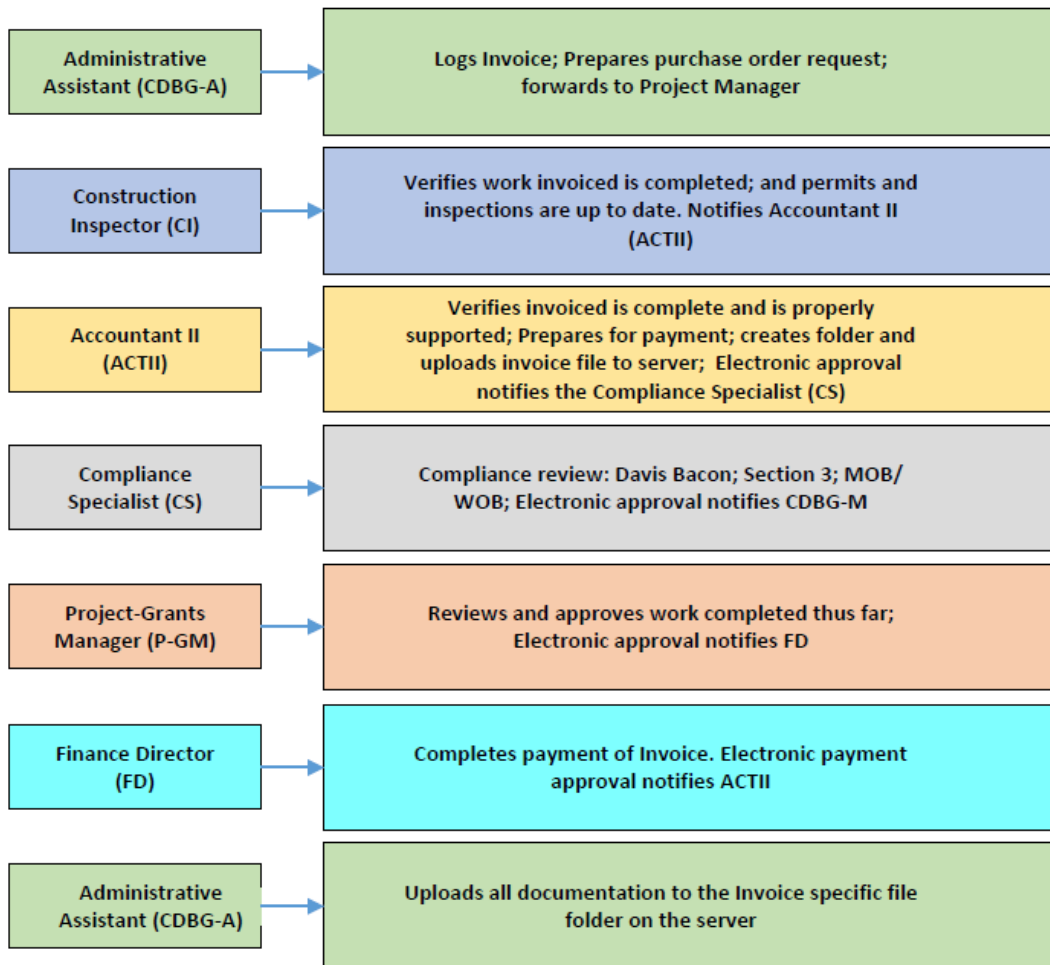 Administrative
Assistant (CDBG-A)
Logs Invoice; Prepares purchase order request;
forwards to Project Manager
Construction
Inspector (CI)
Verifies work invoiced is completed; and permits and
inspections are up to date. Notifies Accountant II
(ACTII)
Accountant II
(ACTII)
Verifies invoiced is complete and is properly
supported; Prepares for payment; creates folder and
uploads invoice file to server;  Electronic approval
notifies the Compliance Specialist (CS)
Compliance
Specialist (CS)
Compliance review: Davis Bacon; Section 3; MOB/
WOB; Electronic approval notifies CDBG-M
Project-Grants
Manager (P-GM)
Reviews and approves work completed thus far;
Electronic approval notifies FD
Finance Director
(FD)
Completes payment of Invoice. Electronic payment
approval notifies ACTII
Administrative
Assistant (CDBG-A)
Uploads all documentation to the Invoice specific file
folder on the server